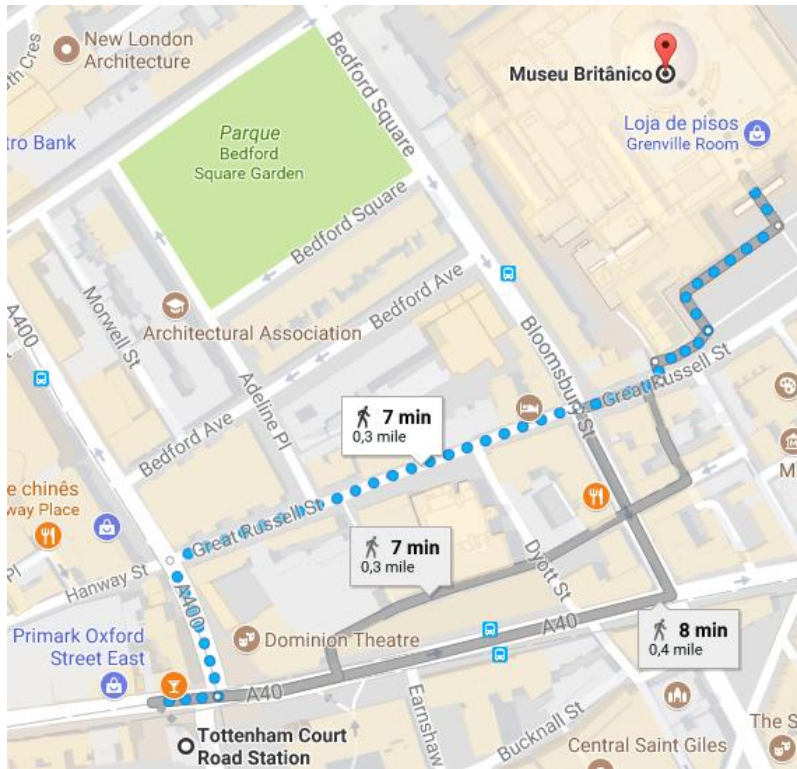 New London
Architecture
uth Cres
Bedford Square
Museu Britânico
Parque
Bedford
Square Garden
tro Bank
Loja de pisos
Grenville Room
Bedford Square
Bedford Ave
Morwell St
A400
Architectural Association
Adeline Pl
Bloomsbury St
Great Russell St
7 min
0,3 mile
Bedford Ave
e chinês
way Place
M
Great Russell St
7 min
0,3 mile
Dyott St
Pl
Hanway St
A400
Dominion Theatre
A40
8 min
0,4 mile
Primark Oxford
Street East
A40
Tottenham Court
Road Station
Earnshaw
Bucknall St
Central Saint Giles
The S